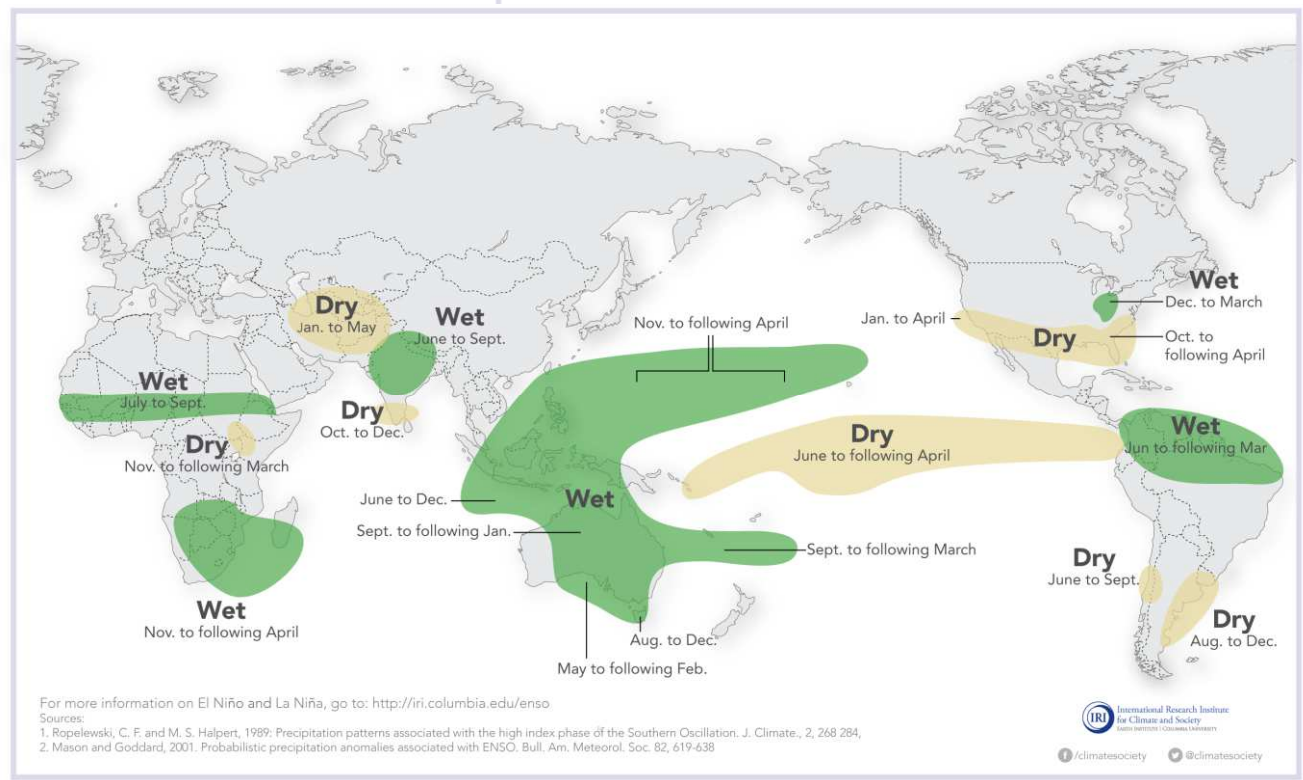 Wet
Dec. to March
Dry
Jan. to May
Wet
June to Sept.
Nov. to following April
Jan. to April
Dry
Oct. to
following April
Wet
July to Sept.
Dry
Oct. to Dec.
Dry
Nov. to following March
Dry
June to following April
Wet
Jun to following Mar
June to Dec.
Wet
Sept. to following Jan.
Sept. to following March
Dry
June to Sept.
Wet
Nov. to following April
Aug. to Dec.
May to following Feb.
Dry
Aug. to Dec.
For more information on El Niño and La Niña, go to: http://iri.columbia.edu/enso
Sources:
1. Ropelewski, C. F. and M. S. Halpert, 1989: Precipitation patterns associated with the high index phase of the Southern Oscillation. J. Climate., 2, 268 284,
2. Mason and Goddard, 2001. Probabilistic precipitation anomalies associated with ENSO. Bull. Am. Meteorol. Soc. 82, 619-638
IRI
International Research Institute
for Climate and Society
EARTH INSTITUTE | COLUMBIA UNIVERSITY
/climatesociety
@climatesociety